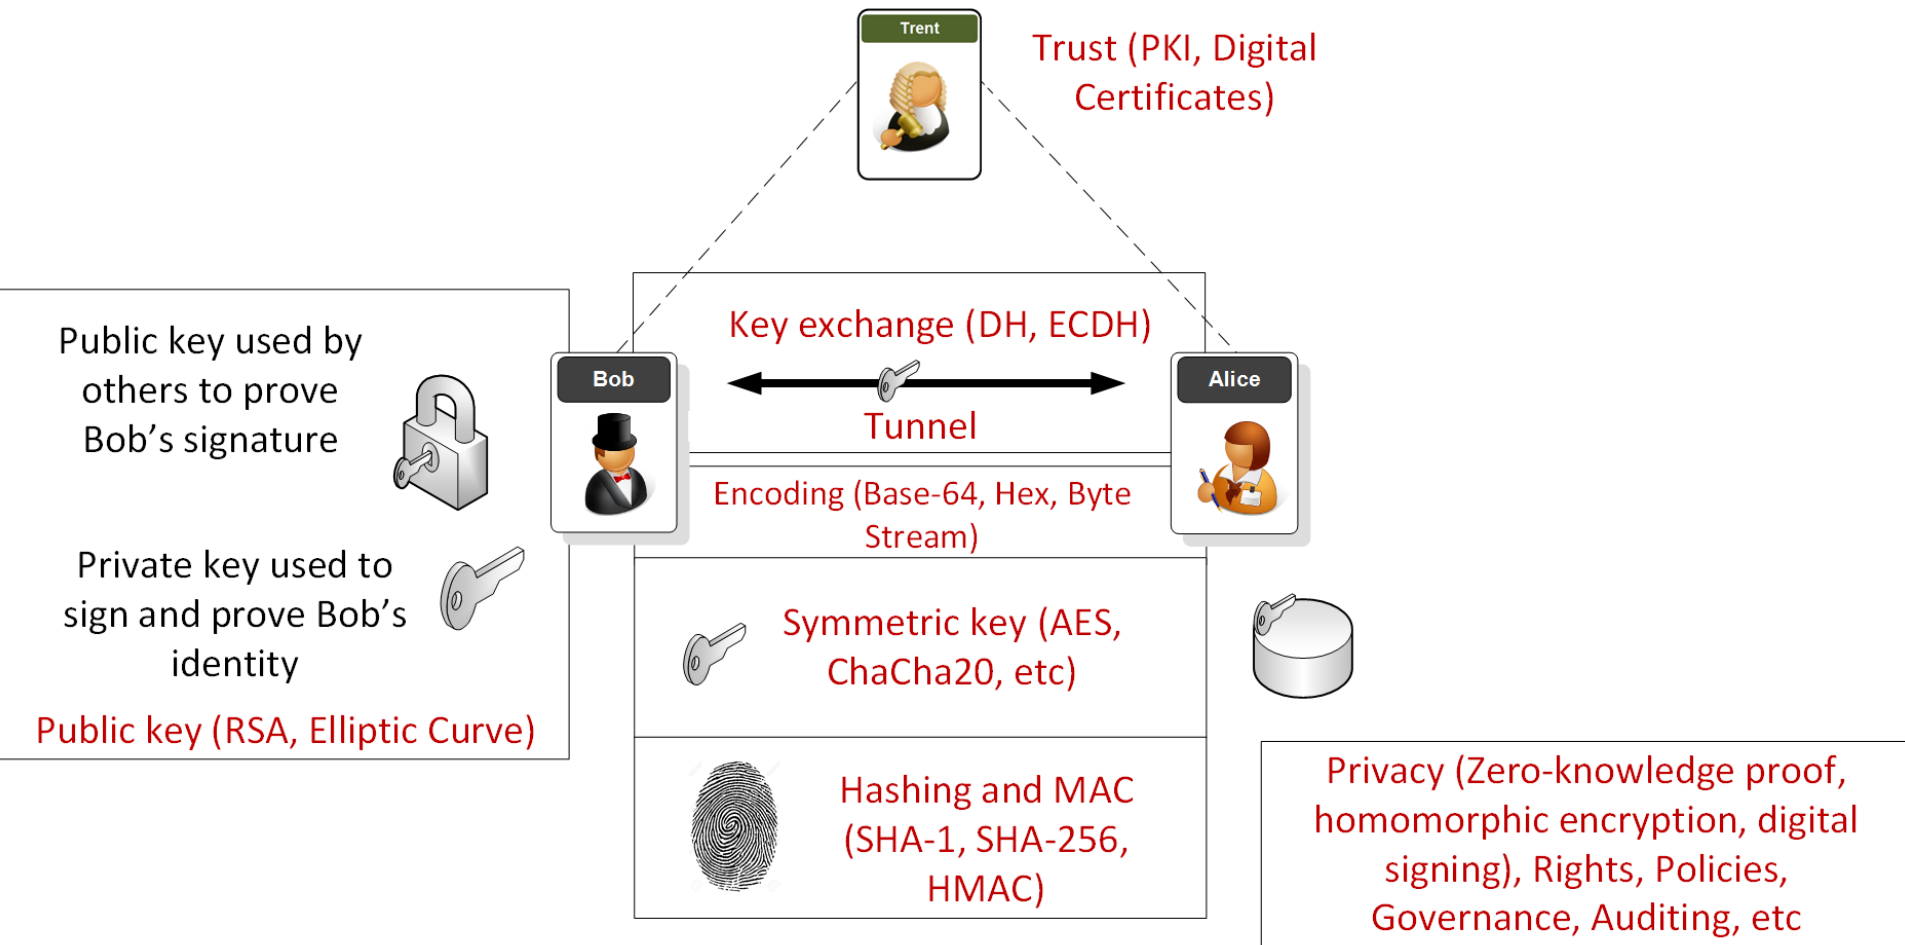 Trent
Trust (PKI, Digital
Certificates)
Public key used by
others to prove
Bob’s signature
Private key used to
sign and prove Bob’s
identity
Public key (RSA, Elliptic Curve)
Bob
Key exchange (DH, ECDH)
Tunnel
Alice
Encoding (Base-64, Hex, Byte
Stream)
Symmetric key (AES,
ChaCha20, etc)
Hashing and MAC
(SHA-1, SHA-256,
HMAC)
Privacy (Zero-knowledge proof,
homomorphic encryption, digital
signing), Rights, Policies,
Governance, Auditing, etc